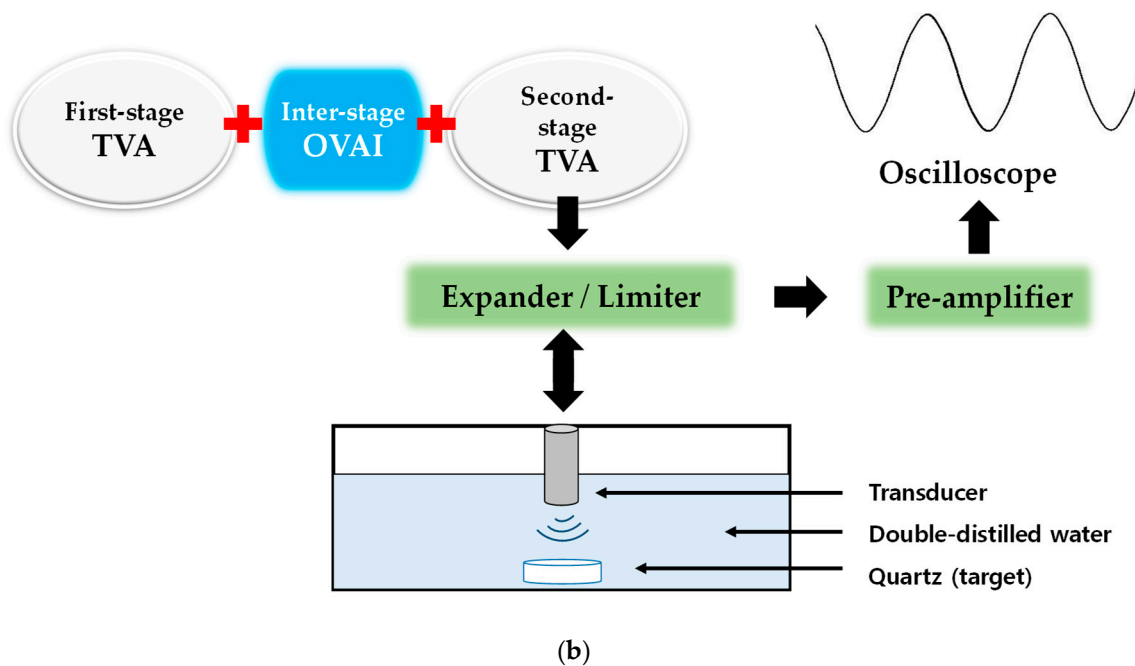 First-stage
TVA
Inter-stage
OVAI
Second-
stage
TVA
Oscilloscope
Expander / Limiter
Pre-amplifier
Transducer
Double-distilled water
Quartz (target)
(b)